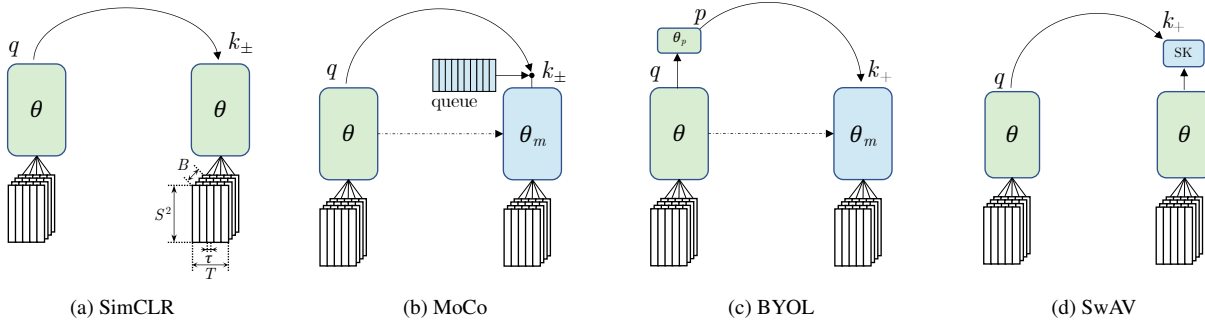 q
k±
θ
θ
B
S²
τ
T
(a) SimCLR
q
k±
queue
θ
θₘ
(b) MoCo
p
θₚ
q
k₊
θ
θₘ
(c) BYOL
k₊
SK
q
θ
θ
(d) SwAV